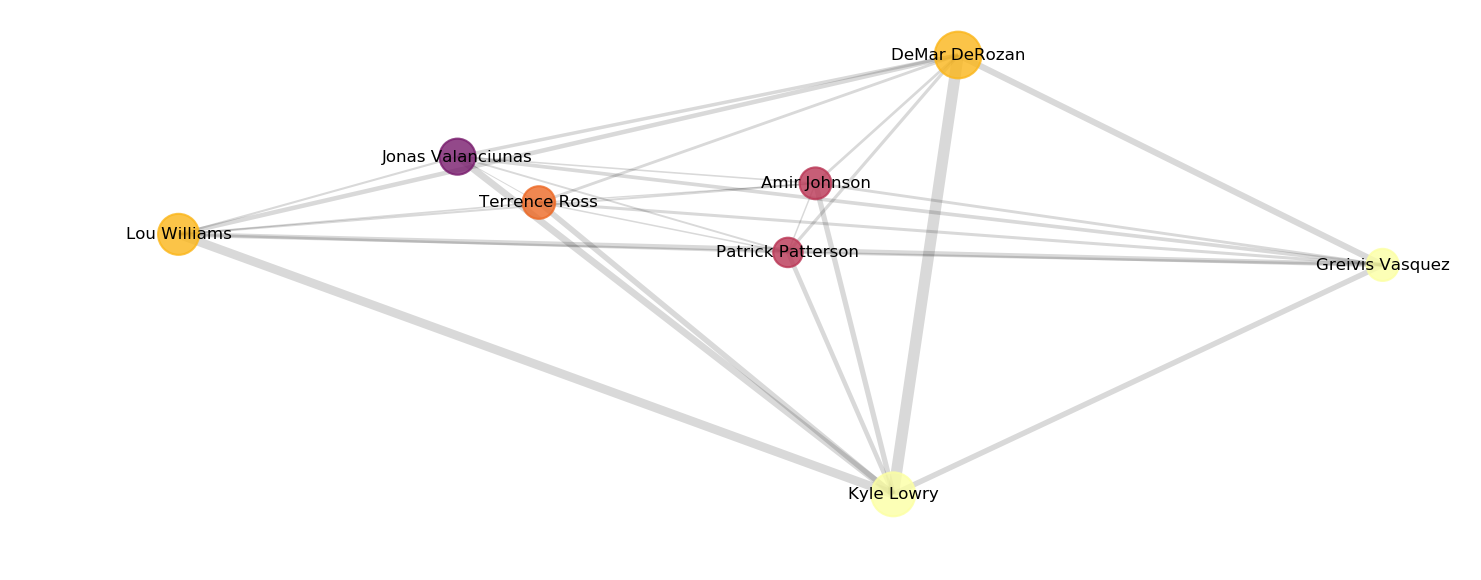 DeMar DeRozan
Jonas Valanciunas
Amir Johnson
Terrence Ross
Lou Williams
Patrick Patterson
Greivis Vasquez
Kyle Lowry